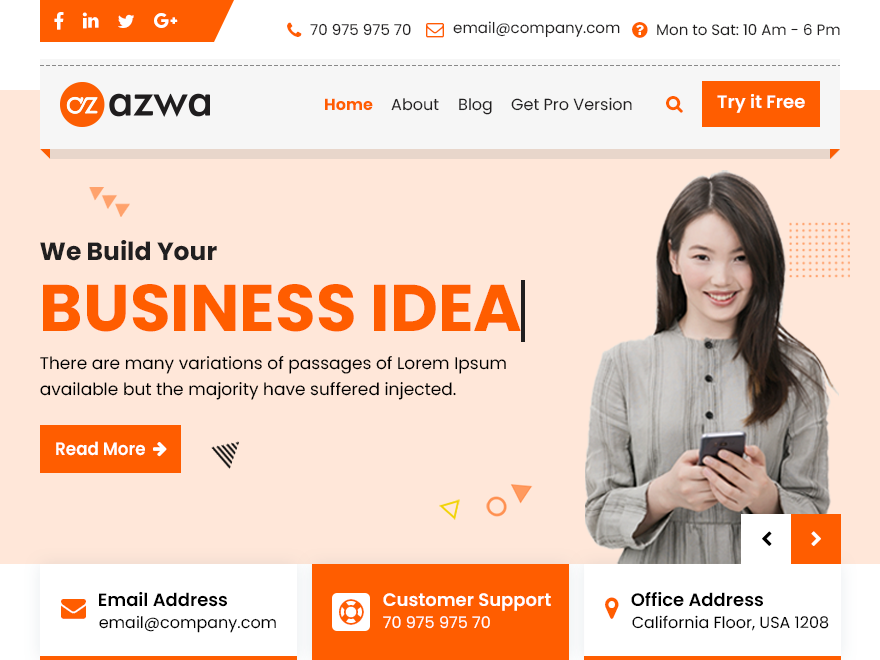 70 975 975 70
email@company.com
Mon to Sat: 10 Am - 6 Pm
az azwa
Home
About
Blog
Get Pro Version
Try it Free
We Build Your
BUSINESS IDEA
There are many variations of passages of Lorem Ipsum
available but the majority have suffered injected.
Read More
Email Address
email@company.com
Customer Support
70 975 975 70
Office Address
California Floor, USA 1208